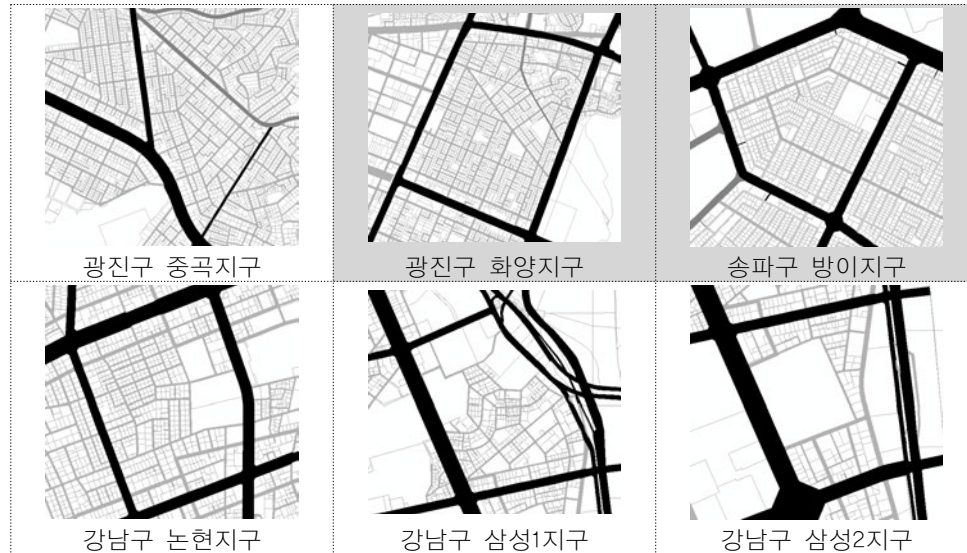 광진구 중곡지구
광진구 화양지구
송파구 방이지구
강남구 논현지구
강남구 삼성1지구
강남구 삼성2지구